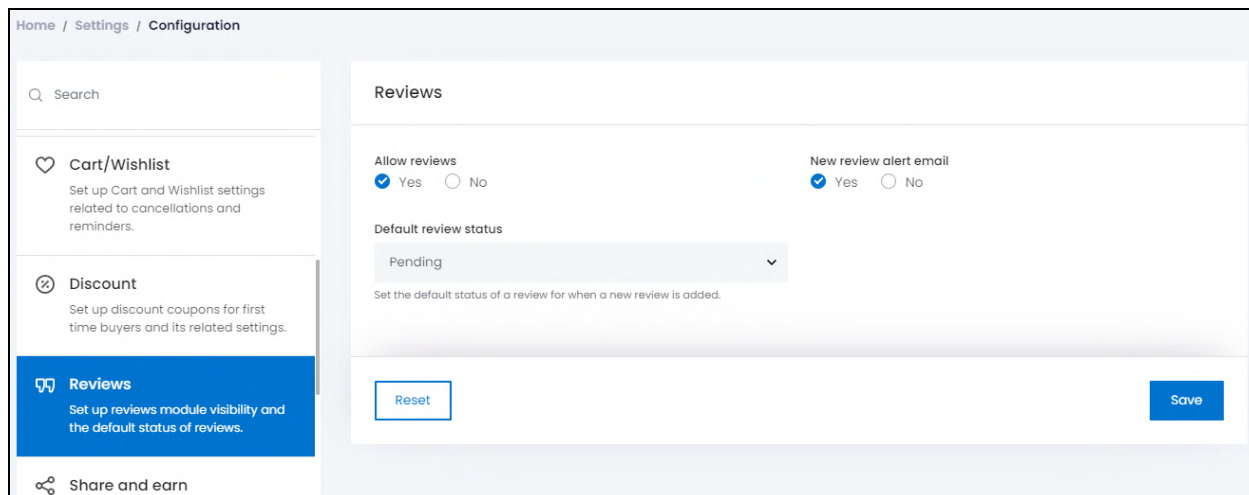 Home / Settings / Configuration
Search
Cart/Wishlist
Set up Cart and Wishlist settings
related to cancellations and
reminders.
Discount
Set up discount coupons for first
time buyers and its related settings.
Reviews
Set up reviews module visibility and
the default status of reviews.
Share and earn
Reviews
Allow reviews
Yes No
New review alert email
Yes No
Default review status
Pending
Set the default status of a review for when a new review is added.
Reset
Save